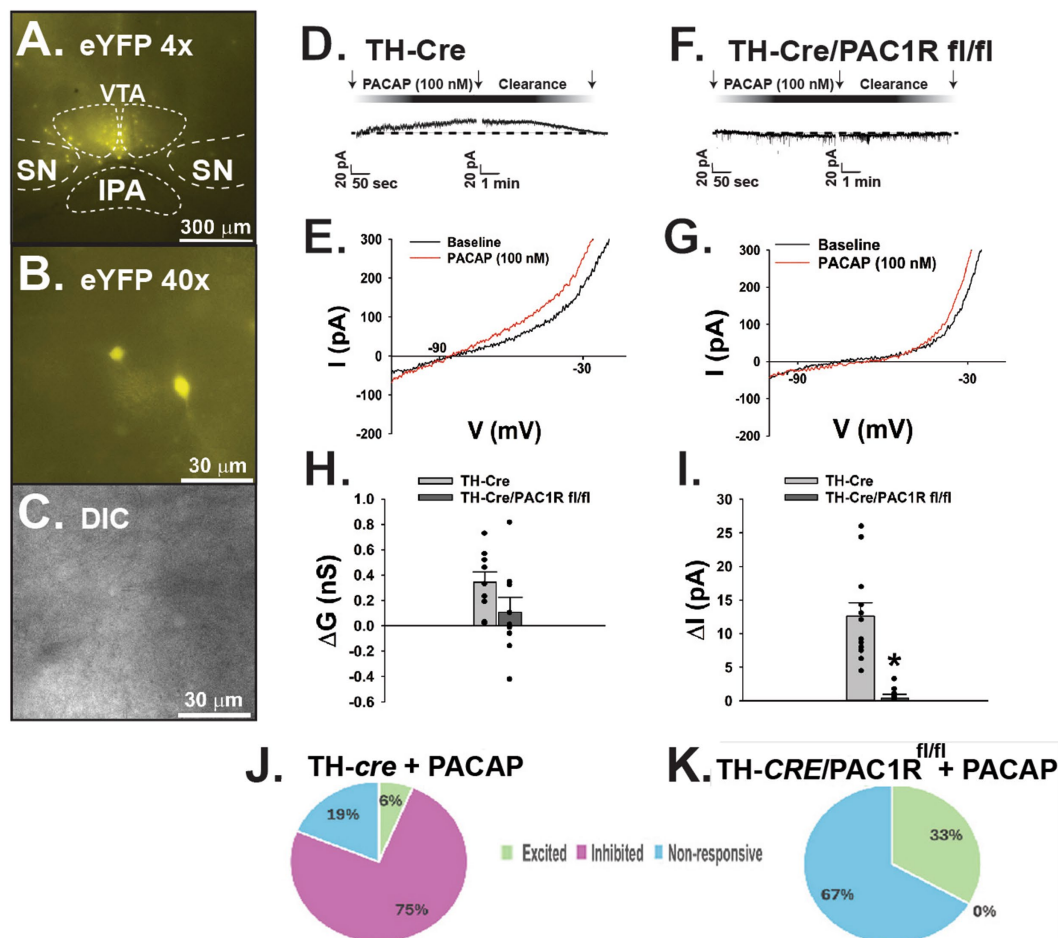 A. eYFP 4x
VTA
SN
SN
IPA
300 μm
B. eYFP 40x
30 μm
C. DIC
30 μm
D. TH-Cre
PACAP (100 nM)
Clearance
20 pA
50 sec
20 pA
1 min
F. TH-Cre/PAC1R fl/fl
PACAP (100 nM)
Clearance
20 pA
50 sec
20 pA
1 min
E.
Baseline
PACAP (100 nM)
300
200
100
0
-100
-200
-90
-30
I (pA)
V (mV)
G.
Baseline
PACAP (100 nM)
300
200
100
0
-100
-200
-90
-30
I (pA)
V (mV)
H.
TH-Cre
TH-Cre/PAC1R fl/fl
1.0
0.8
0.6
0.4
0.2
0.0
-0.2
-0.4
-0.6
ΔG (nS)
I.
TH-Cre
TH-Cre/PAC1R fl/fl
30
25
20
15
10
5
0
ΔI (pA)
*
J. TH-cre + PACAP
6%
19%
75%
Excited Inhibited Non-responsive
K. TH-CRE/PAC1R fl/fl + PACAP
33%
67%
0%